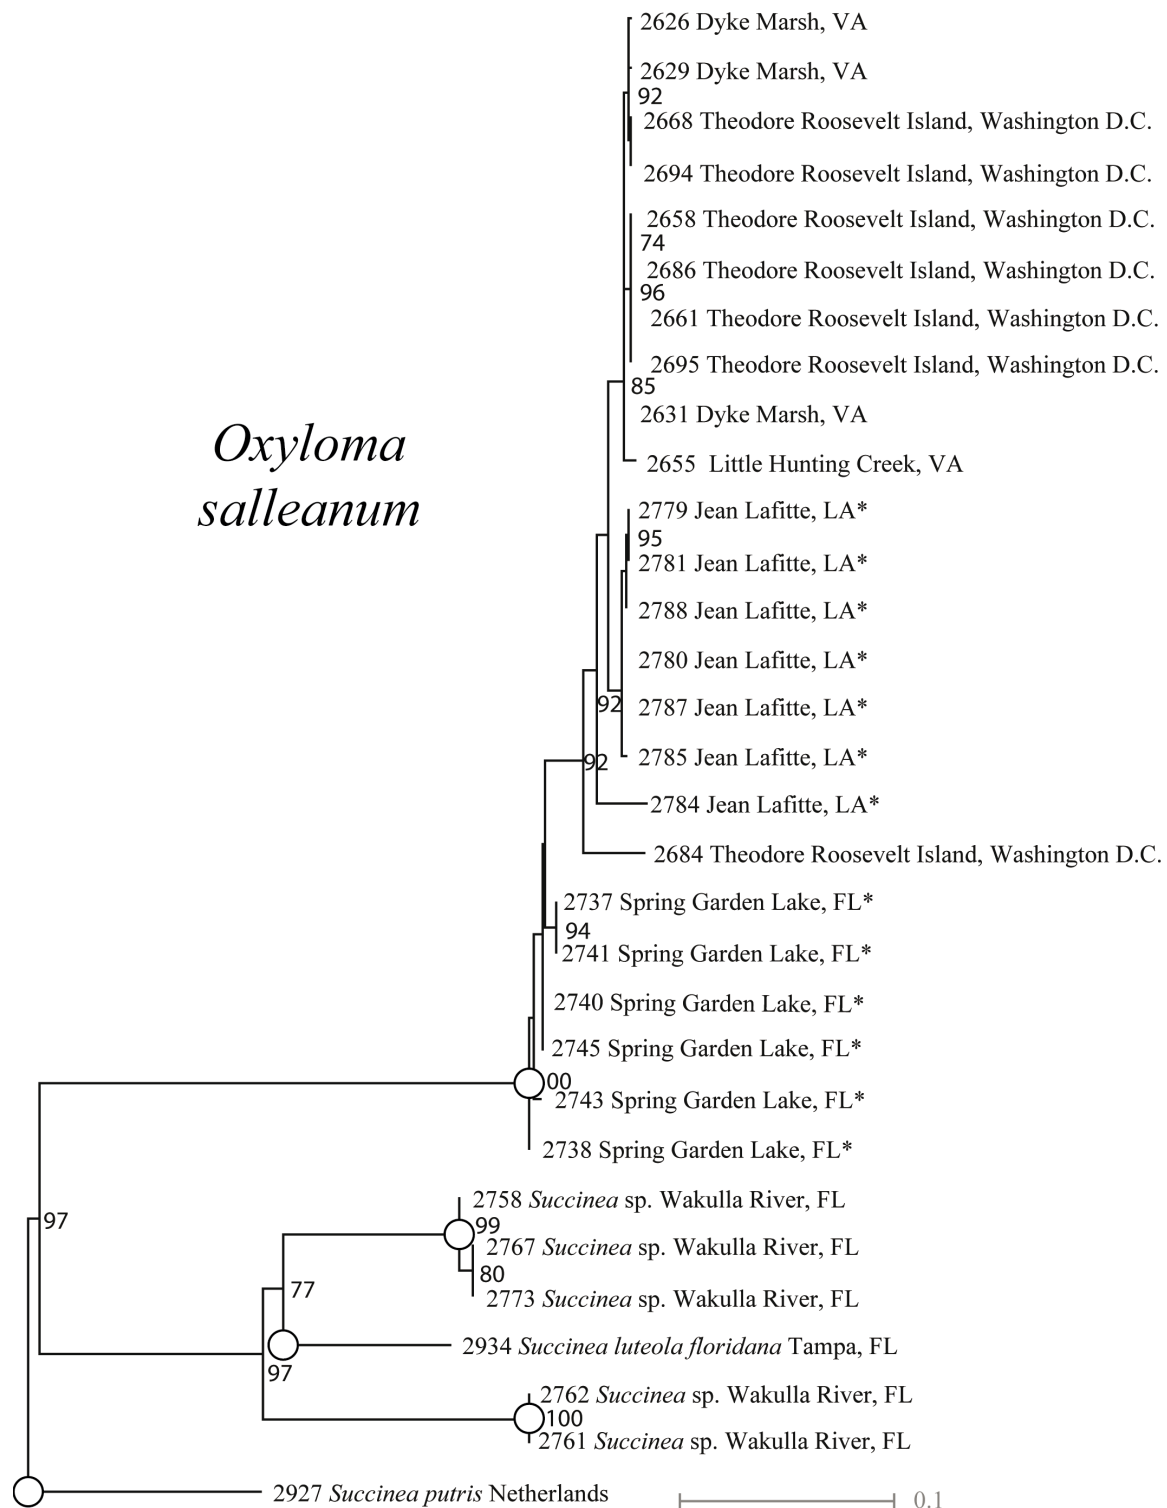 2626 Dyke Marsh, VA
2629 Dyke Marsh, VA
92
2668 Theodore Roosevelt Island, Washington D.C.
2694 Theodore Roosevelt Island, Washington D.C.
2658 Theodore Roosevelt Island, Washington D.C.
74
2686 Theodore Roosevelt Island, Washington D.C.
96
2661 Theodore Roosevelt Island, Washington D.C.
2695 Theodore Roosevelt Island, Washington D.C.
85
2631 Dyke Marsh, VA
Oxyloma
salleanum
2655 Little Hunting Creek, VA
2779 Jean Lafitte, LA*
95
2781 Jean Lafitte, LA*
2788 Jean Lafitte, LA*
2780 Jean Lafitte, LA*
92
2787 Jean Lafitte, LA*
2785 Jean Lafitte, LA*
92
2784 Jean Lafitte, LA*
2684 Theodore Roosevelt Island, Washington D.C.
2737 Spring Garden Lake, FL*
94
2741 Spring Garden Lake, FL*
2740 Spring Garden Lake, FL*
2745 Spring Garden Lake, FL*
00
2743 Spring Garden Lake, FL*
2738 Spring Garden Lake, FL*
2758 Succinea sp. Wakulla River, FL
97
99
2767 Succinea sp. Wakulla River, FL
80
77
2773 Succinea sp. Wakulla River, FL
2934 Succinea luteola floridana Tampa, FL
97
2762 Succinea sp. Wakulla River, FL
100
2761 Succinea sp. Wakulla River, FL
2927 Succinea putris Netherlands
0.1